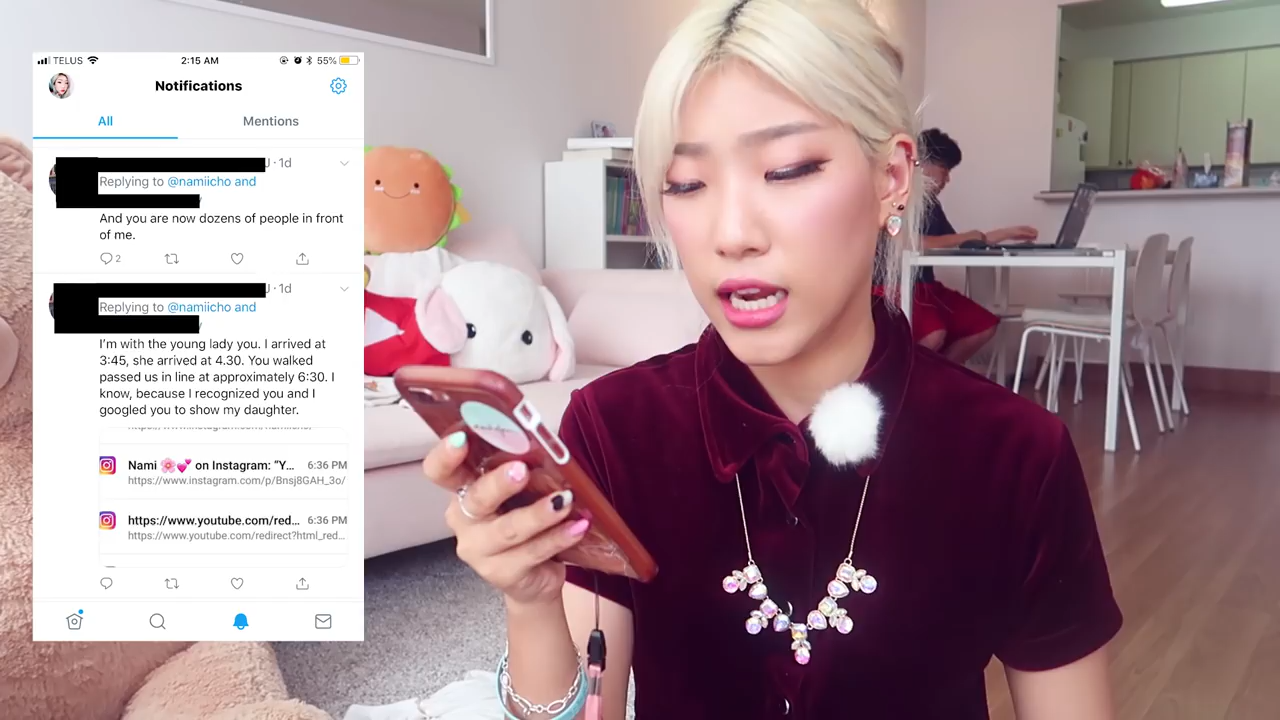 TELUS 2:15 AM 55%
Notifications
All Mentions
J · 1d
Replying to @namiicho and
And you are now dozens of people in front
of me.
2
J · 1d
Replying to @namiicho and
I'm with the young lady you. I arrived at
3:45, she arrived at 4.30. You walked
passed us in line at approximately 6:30. I
know, because I recognized you and I
googled you to show my daughter.
Nami 🌸💕 on Instagram: "Y... 6:36 PM
https://www.instagram.com/p/Bnsj8GAH_3o/
https://www.youtube.com/red... 6:36 PM
https://www.youtube.com/redirect?html_red...